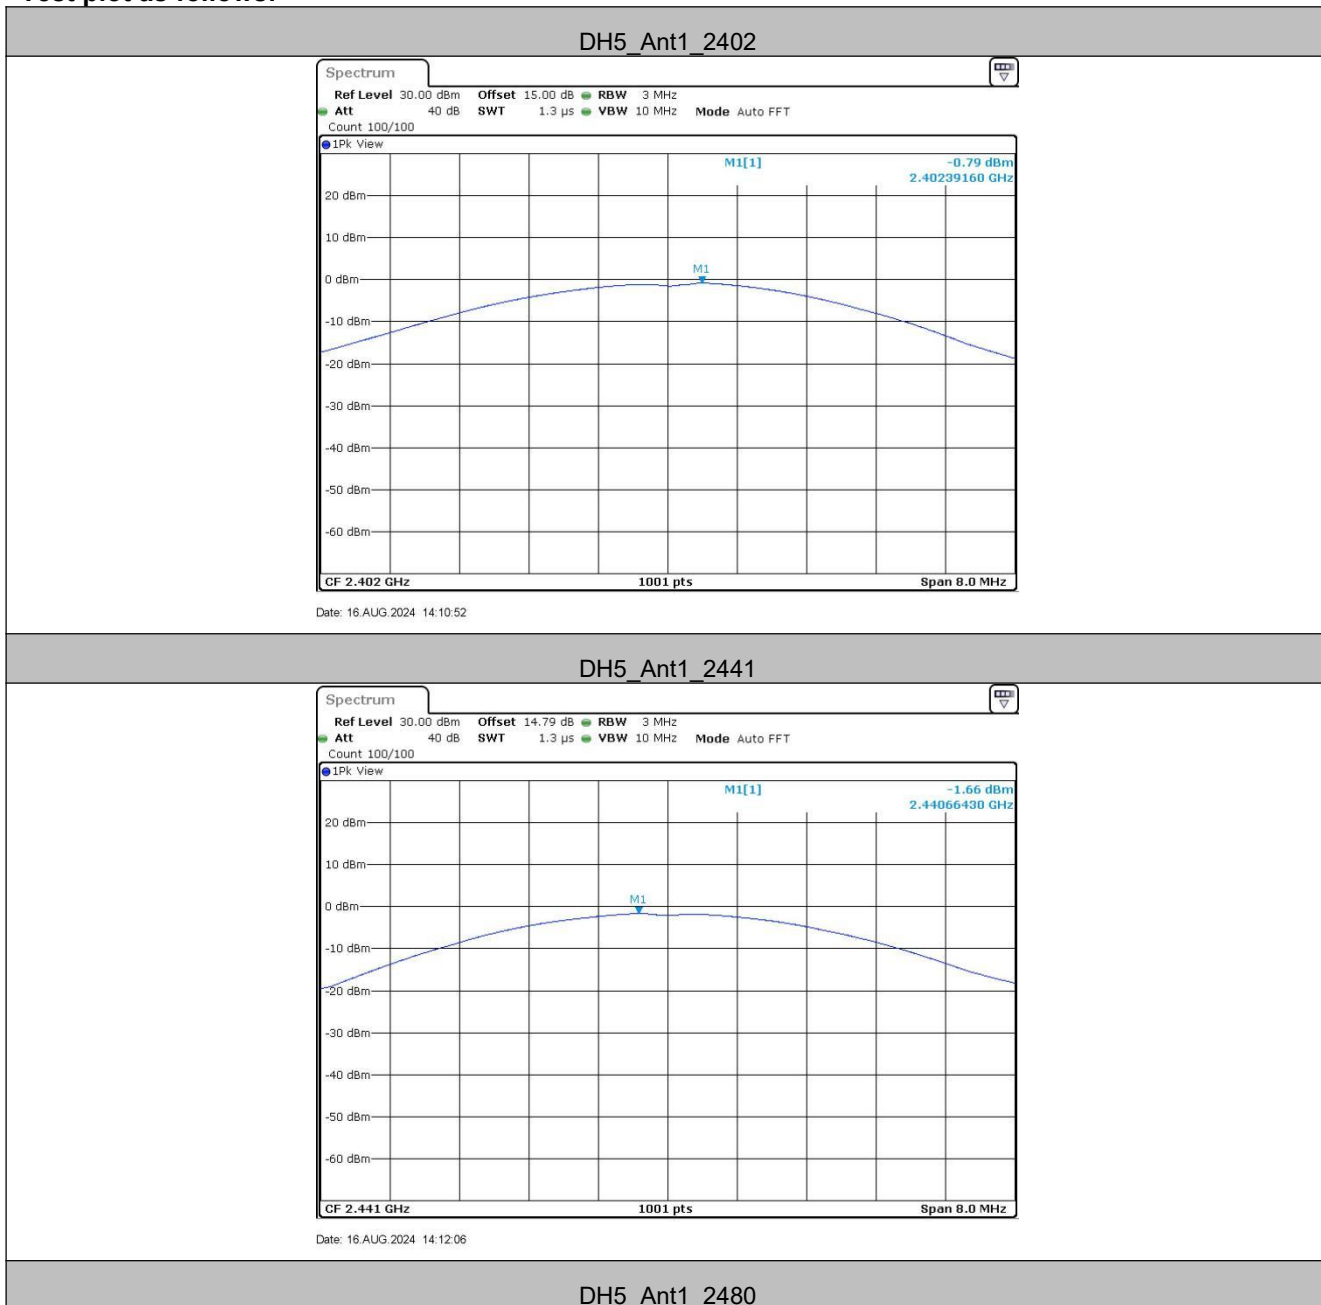 Test plot as follows:
DH5_Ant1_2402
Spectrum
Ref Level 30.00 dBm Offset 15.00 dB RBW 3 MHz
Att 40 dB SWT 1.3 µs VBW 10 MHz Mode Auto FFT
Count 100/100
1Pk View
M1[1] -0.79 dBm
2.40239160 GHz
20 dBm
10 dBm
M1
0 dBm
-10 dBm
-20 dBm
-30 dBm
-40 dBm
-50 dBm
-60 dBm
CF 2.402 GHz 1001 pts Span 8.0 MHz
Date: 16.AUG.2024 14:10:52
DH5_Ant1_2441
Spectrum
Ref Level 30.00 dBm Offset 14.79 dB RBW 3 MHz
Att 40 dB SWT 1.3 µs VBW 10 MHz Mode Auto FFT
Count 100/100
1Pk View
M1[1] -1.66 dBm
2.44066430 GHz
20 dBm
10 dBm
M1
0 dBm
-10 dBm
-20 dBm
-30 dBm
-40 dBm
-50 dBm
-60 dBm
CF 2.441 GHz 1001 pts Span 8.0 MHz
Date: 16.AUG.2024 14:12:06
DH5_Ant1_2480